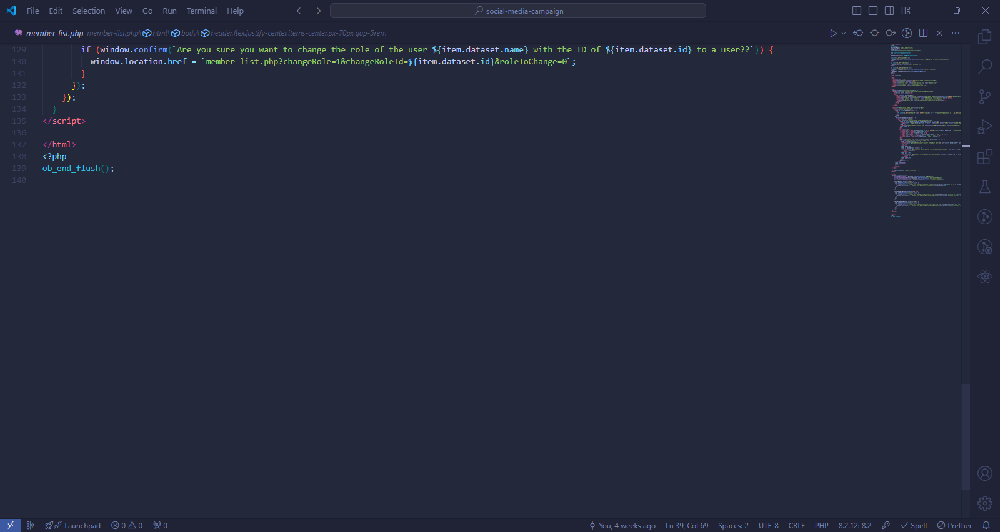 File Edit Selection View Go Run Terminal Help social-media-campaign
member-list.php member-list.php\ html\ body\ header.flex.justify-center.items-center.px-70px.gap-5rem
129 if (window.confirm(`Are you sure you want to change the role of the user ${item.dataset.name} with the ID of ${item.dataset.id} to a user??`)) {
130 window.location.href = `member-list.php?changeRole=1&changeRoleId=${item.dataset.id}&roleToChange=0`;
131 }
132 });
133 });
134 }
135 </script>
136
137 </html>
138 <?php
139 ob_end_flush();
140
Launchpad 0 0 0 You, 4 weeks ago Ln 39, Col 69 Spaces: 2 UTF-8 CRLF PHP 8.2.12: 8.2 Spell Prettier